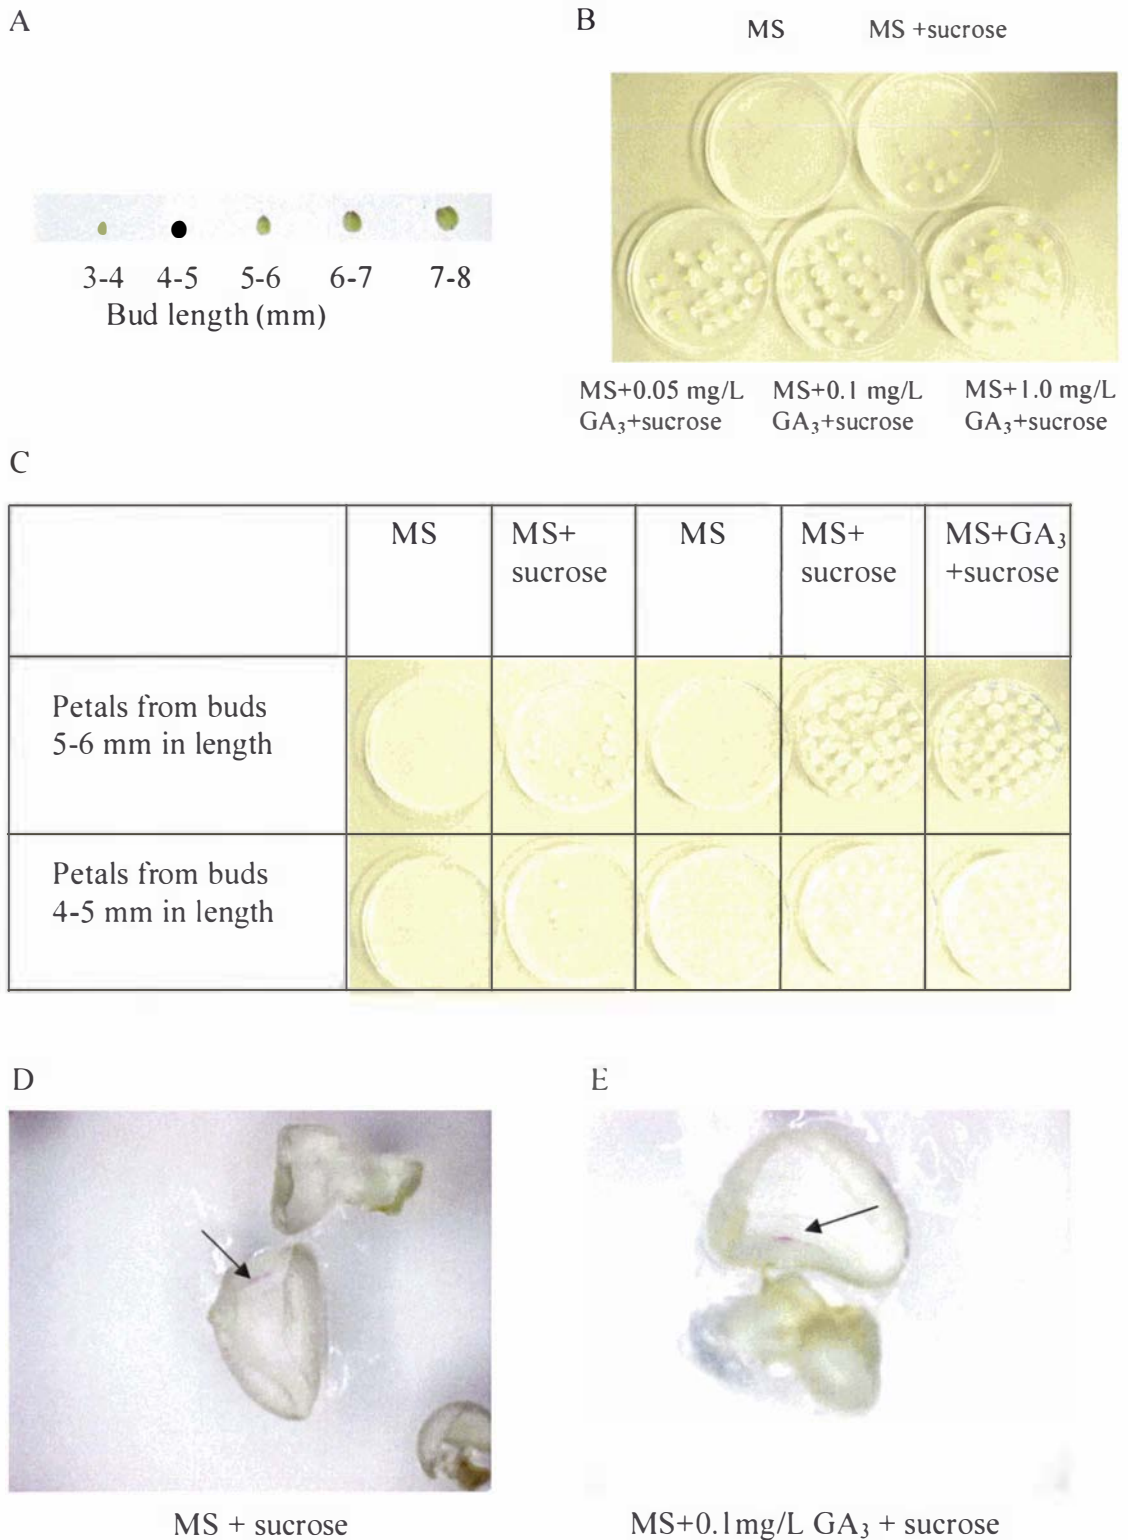 A
3-4 4-5 5-6 6-7 7-8
Bud length (mm)
B
MS MS +sucrose
MS+0.05 mg/L MS+0.1 mg/L MS+1.0 mg/L
GA₃+sucrose GA₃+sucrose GA₃+sucrose
C
MS MS+ MS MS+ MS+GA₃
sucrose sucrose +sucrose
Petals from buds
5-6 mm in length
Petals from buds
4-5 mm in length
D
MS + sucrose
E
MS+0.1mg/L GA₃ + sucrose